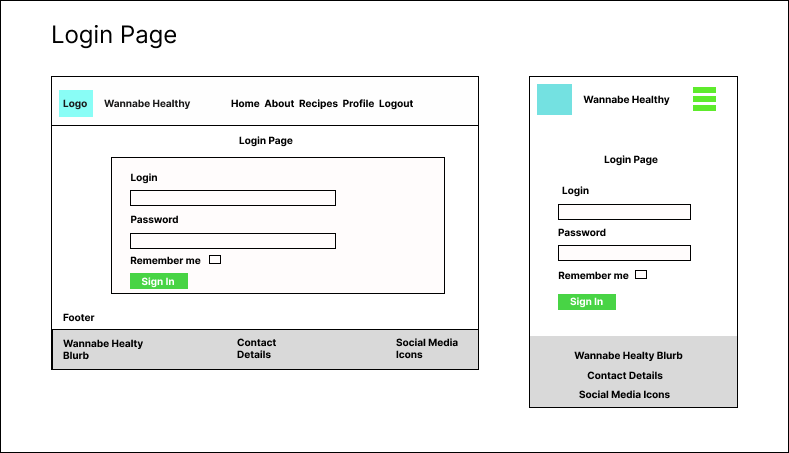 Login Page
Logo
Wannabe Healthy
Home About Recipes Profile Logout
Login Page
Login
Password
Remember me
Sign In
Footer
Wannabe Healty
Blurb
Contact
Details
Social Media
Icons
Wannabe Healthy
Login Page
Login
Password
Remember me
Sign In
Wannabe Healty Blurb
Contact Details
Social Media Icons